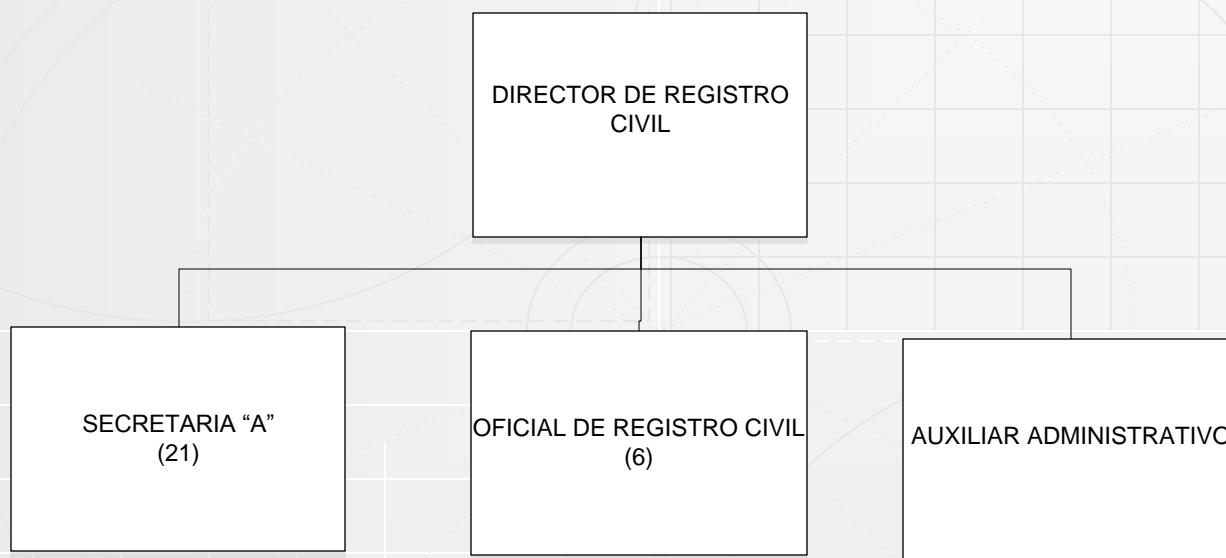 DIRECTOR DE REGISTRO
CIVIL
SECRETARIA “A”
(21)
OFICIAL DE REGISTRO CIVIL
(6)
AUXILIAR ADMINISTRATIVO